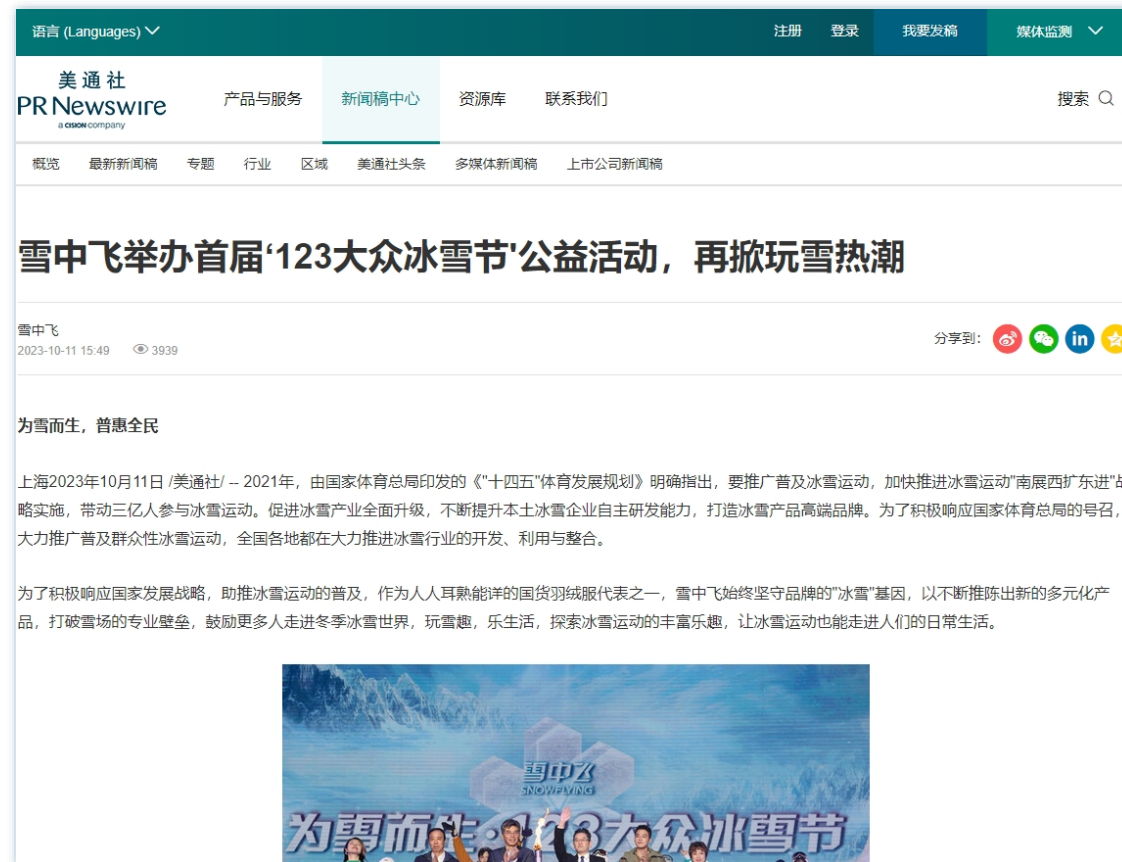 语言 (Languages)
注册 登录 我要发稿 媒体监测
美通社
PR Newswire
a CISION company
产品与服务 新闻稿中心 资源库 联系我们
搜索
概览 最新新闻稿 专题 行业 区域 美通社头条 多媒体新闻稿 上市公司新闻稿
雪中飞举办首届‘123大众冰雪节'公益活动，再掀玩雪热潮
雪中飞
2023-10-11 15:49 3939
分享到：
in
为雪而生，普惠全民
上海2023年10月11日 /美通社/ -- 2021年，由国家体育总局印发的《"十四五"体育发展规划》明确指出，要推广普及冰雪运动，加快推进冰雪运动"南展西扩东进"战
略实施，带动三亿人参与冰雪运动。促进冰雪产业全面升级，不断提升本土冰雪企业自主研发能力，打造冰雪产品高端品牌。为了积极响应国家体育总局的号召，
大力推广普及群众性冰雪运动，全国各地都在大力推进冰雪行业的开发、利用与整合。
为了积极响应国家发展战略，助推冰雪运动的普及，作为人人耳熟能详的国货羽绒服代表之一，雪中飞始终坚守品牌的"冰雪"基因，以不断推陈出新的多元化产
品，打破雪场的专业壁垒，鼓励更多人走进冬季冰雪世界，玩雪趣，乐生活，探索冰雪运动的丰富乐趣，让冰雪运动也能走进人们的日常生活。
雪中飞
SNOWFLYING
为雪而生·123大众冰雪节